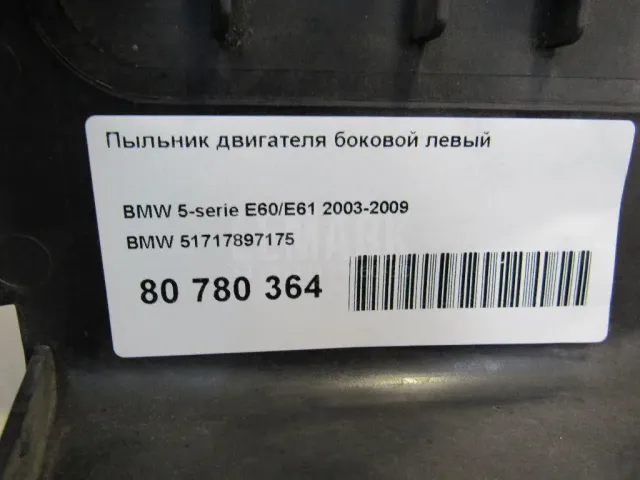 Пыльник двигателя боковой левый
BMW 5-serie E60/E61 2003-2009
BMW 51717897175
80 780 364